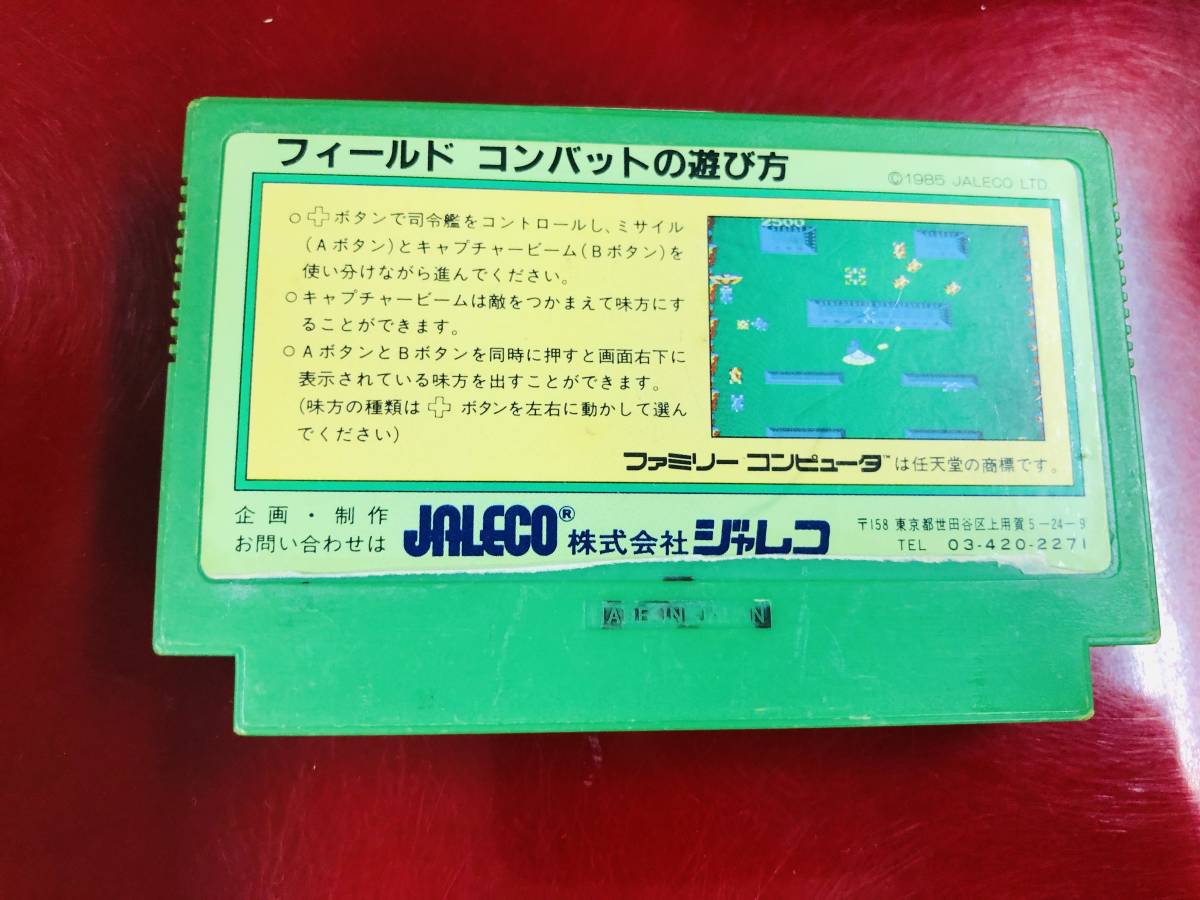 フィールド コンバットの遊び方
©1985 JALECO LTD.
○ボタンで司令艦をコントロールし、ミサイル
(Aボタン)とキャプチャービーム(Bボタン)を
使い分けながら進んでください。
○キャプチャービームは敵をつかまえて味方にす
ることができます。
○AボタンとBボタンを同時に押すと画面右下に
表示されている味方を出すことができます。
(味方の種類は ボタンを左右に動かして選ん
でください)
2500
ファミリーコンピュータ™は任天堂の商標です。
企画・制作
お問い合わせは
JALECO® 株式会社ジャレコ
〒158 東京都世田谷区上用賀5-24-9
TEL 03-420-2271